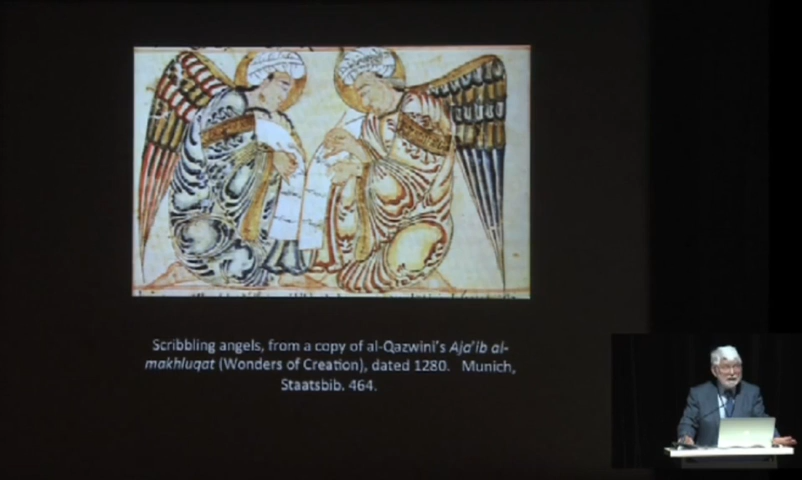 Scribbling angels, from a copy of al-Qazwini's Aja'ib al-
makhluqat (Wonders of Creation), dated 1280. Munich,
Staatsbib. 464.